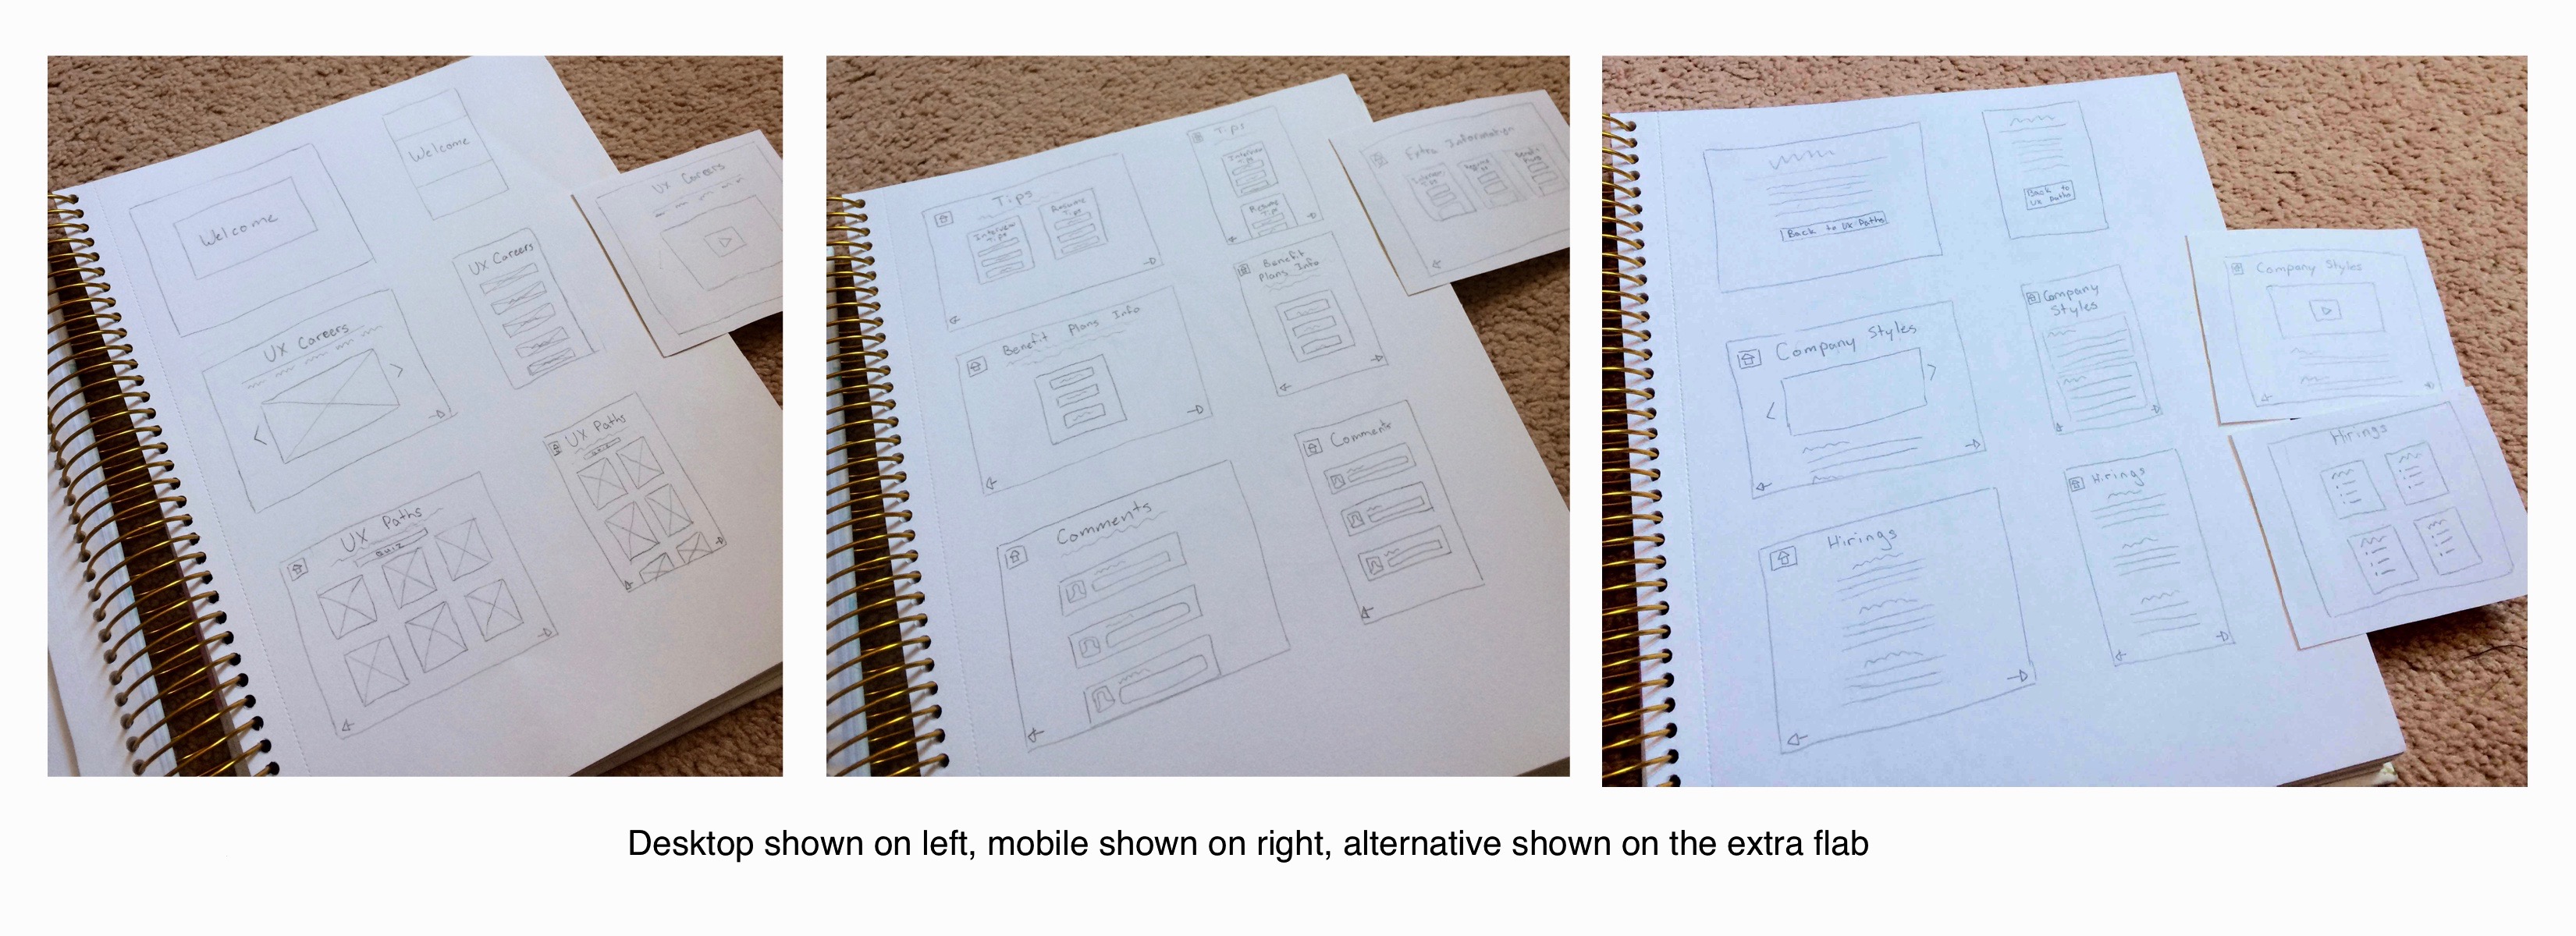 Welcome
Welcome
UX Careers
UX Careers
UX Careers
UX Paths
quiz
UX Paths
quiz
Tips
Interview
Tips
Resume
Tips
Tips
Interview
Tips
Resume
Tips
Extra Information
Benefit Plans Info
Benefit
Plans Info
Comments
Comments
Back to UX Paths
Back to
UX Paths
Company Styles
Company
Styles
Company Styles
Hirings
Hirings
Hirings
Desktop shown on left, mobile shown on right, alternative shown on the extra flab